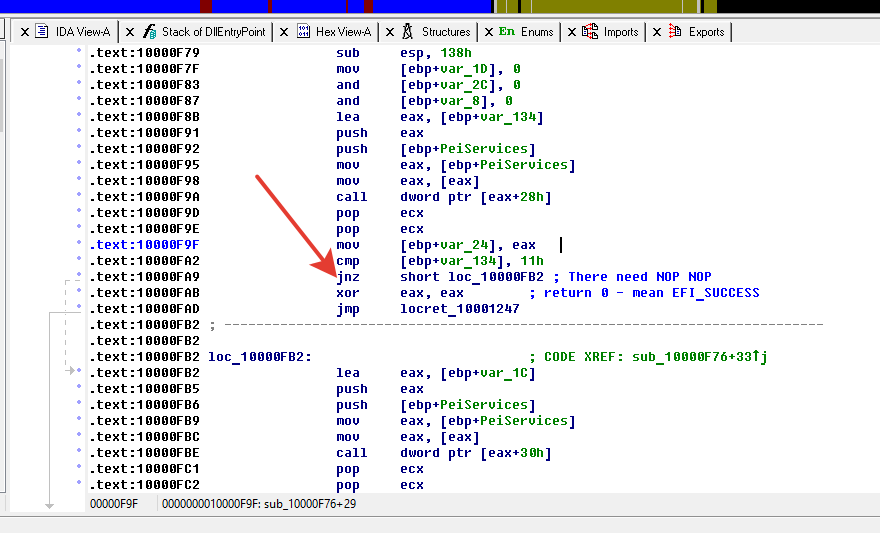 IDA View-A Stack of DllEntryPoint Hex View-A Structures En Enums Imports Exports
.text:10000F79 sub esp, 138h
.text:10000F7F mov [ebp+var_1D], 0
.text:10000F83 and [ebp+var_2C], 0
.text:10000F87 and [ebp+var_8], 0
.text:10000F8B lea eax, [ebp+var_134]
.text:10000F91 push eax
.text:10000F92 push [ebp+PeiServices]
.text:10000F95 mov eax, [ebp+PeiServices]
.text:10000F98 mov eax, [eax]
.text:10000F9A call dword ptr [eax+28h]
.text:10000F9D pop ecx
.text:10000F9E pop ecx
.text:10000F9F mov [ebp+var_24], eax
.text:10000FA2 cmp [ebp+var_134], 11h
.text:10000FA9 jnz short loc_10000FB2 ; There need NOP NOP
.text:10000FAB xor eax, eax ; return 0 - mean EFI_SUCCESS
.text:10000FAD jmp locret_10001247
.text:10000FB2 ; ---------------------------------------------------------------------------
.text:10000FB2
.text:10000FB2 loc_10000FB2: ; CODE XREF: sub_10000F76+33↑j
.text:10000FB2 lea eax, [ebp+var_1C]
.text:10000FB5 push eax
.text:10000FB6 push [ebp+PeiServices]
.text:10000FB9 mov eax, [ebp+PeiServices]
.text:10000FBC mov eax, [eax]
.text:10000FBE call dword ptr [eax+30h]
.text:10000FC1 pop ecx
.text:10000FC2 pop ecx
00000F9F 0000000010000F9F: sub_10000F76+29